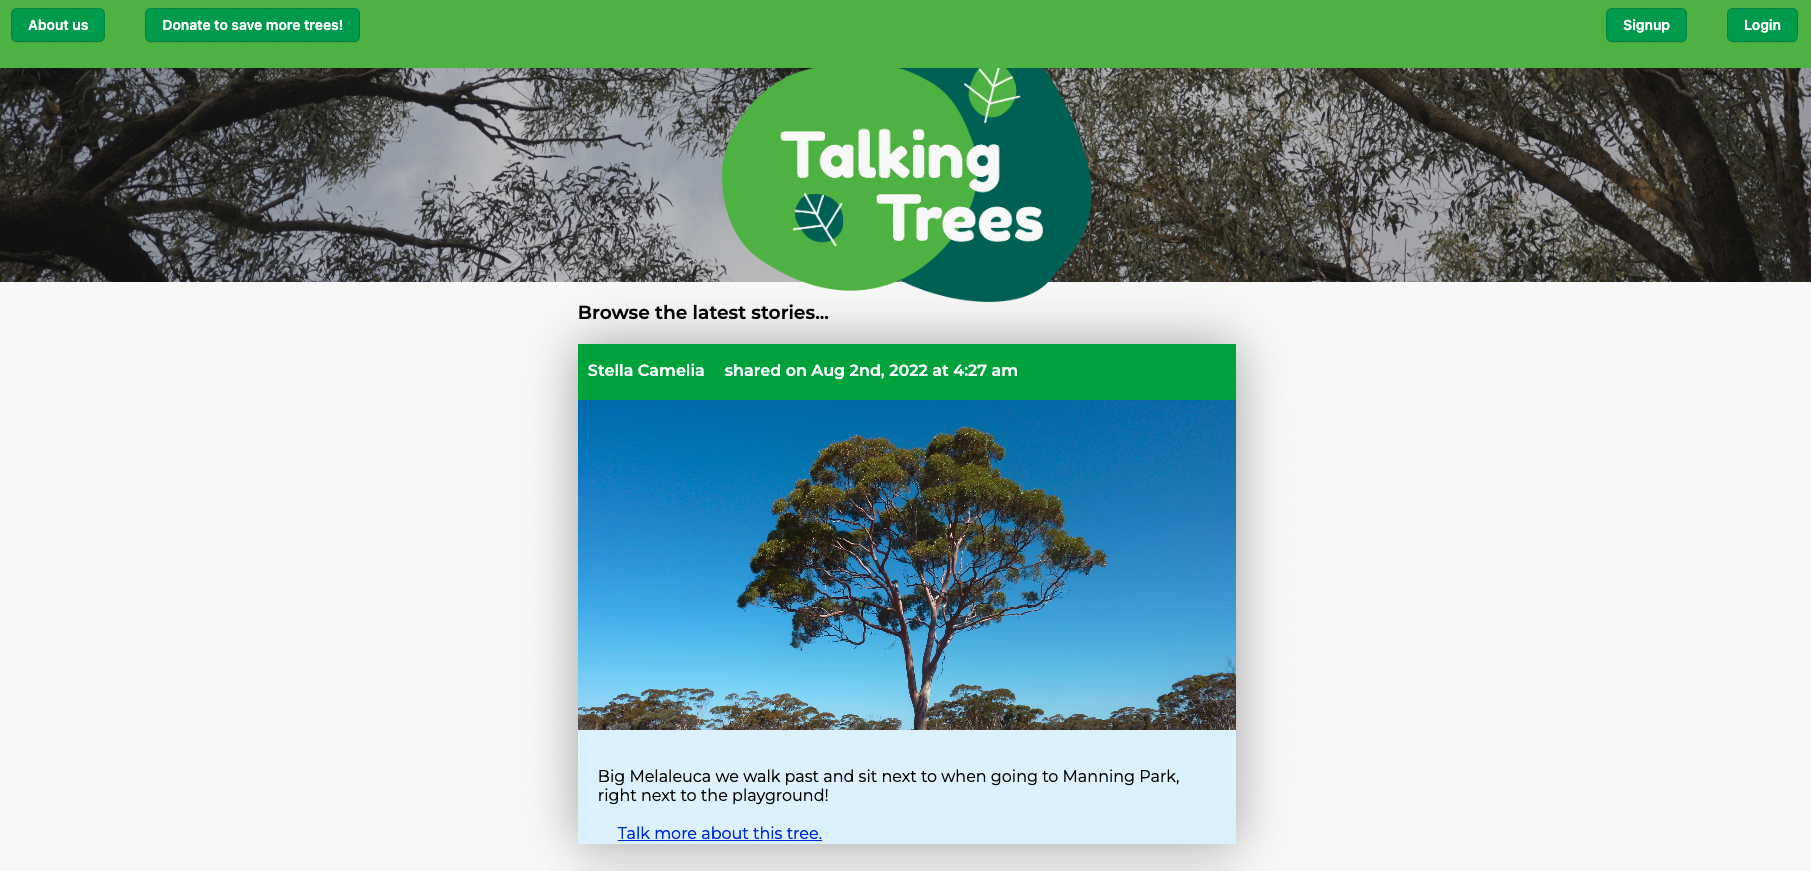 About us
Donate to save more trees!
Signup
Login
Talking
Trees
Browse the latest stories...
Stella Camelia shared on Aug 2nd, 2022 at 4:27 am
Big Melaleuca we walk past and sit next to when going to Manning Park,
right next to the playground!
Talk more about this tree.